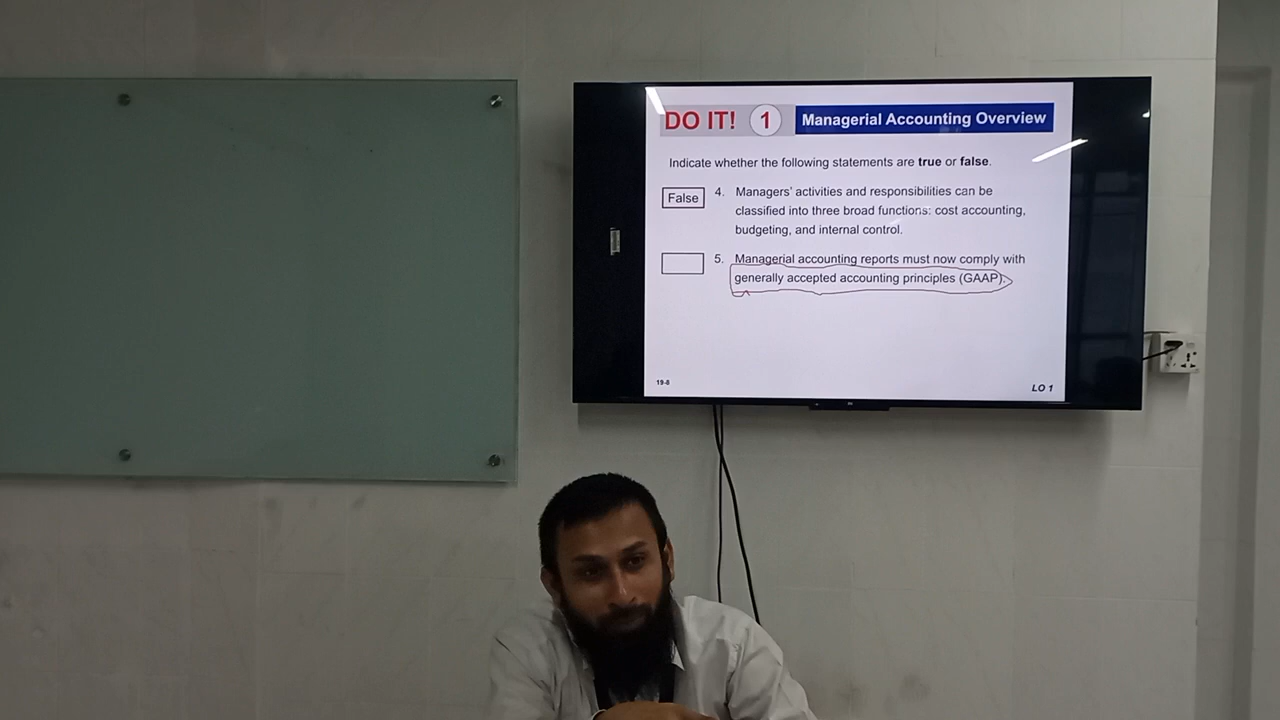 DO IT! 1 Managerial Accounting Overview
Indicate whether the following statements are true or false.
False 4. Managers' activities and responsibilities can be
classified into three broad functions: cost accounting,
budgeting, and internal control.
5. Managerial accounting reports must now comply with
generally accepted accounting principles (GAAP).
19-8 LO 1